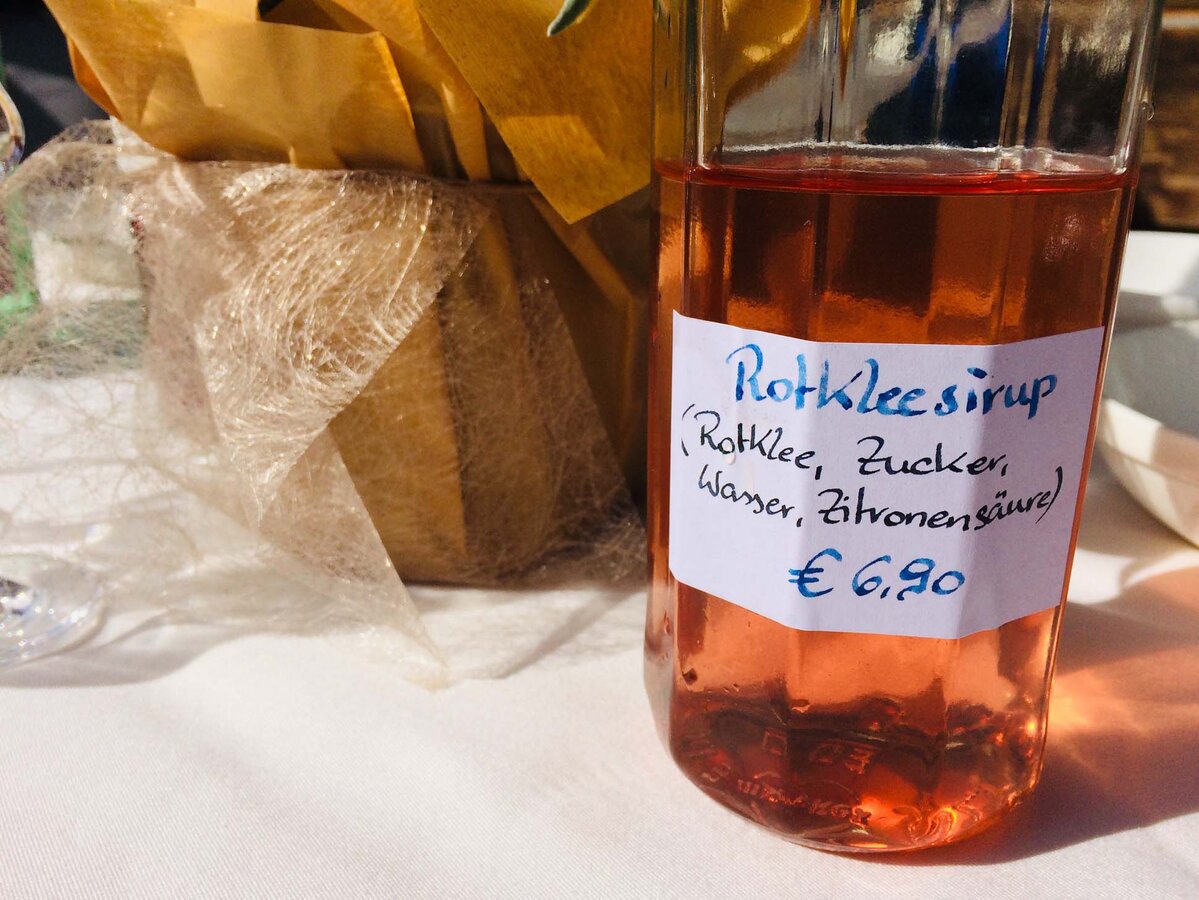 Rotkleesirup
(Rotklee, Zucker,
Wasser, Zitronensäure)
€ 6,90